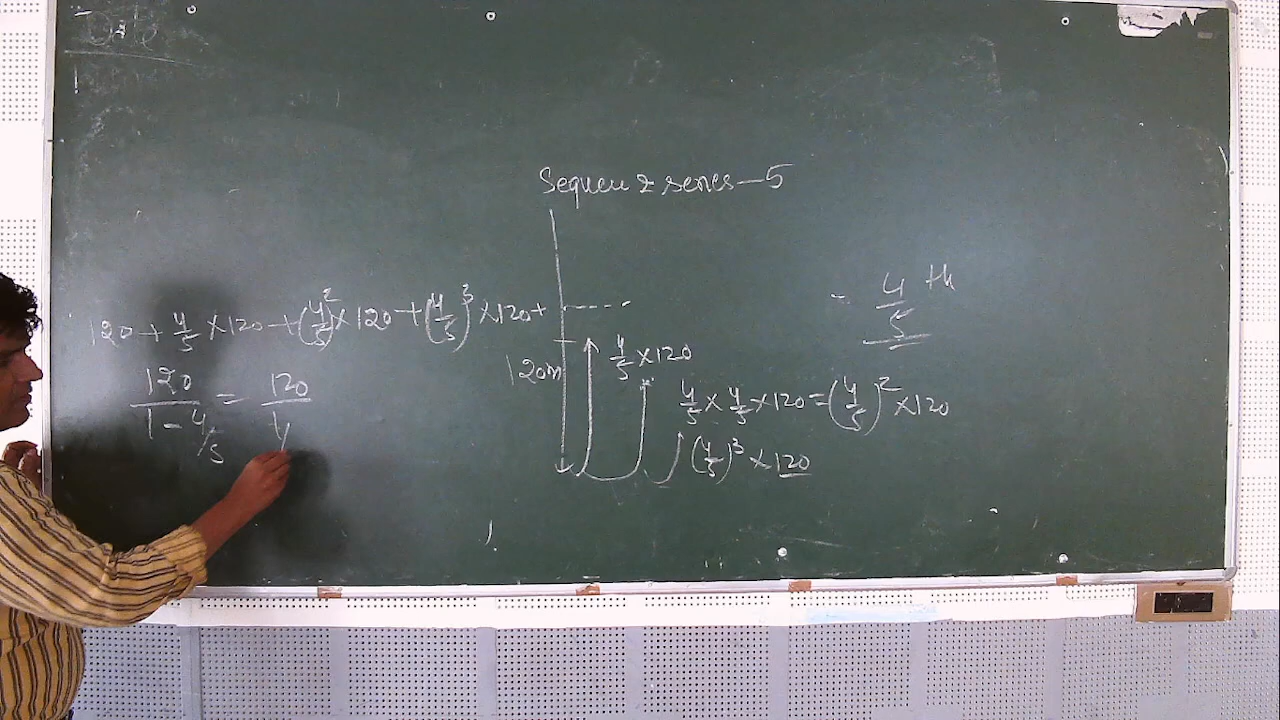 Sequen & series-5
120 + 4/5 × 120 + (4/5)² × 120 + (4/5)³ × 120 +
120 / 1 - 4/5 = 120 / 1/
120m
4/5 × 120
4/5 × 4/5 × 120 = (4/5)² × 120
(4/5)³ × 120
4/5 th